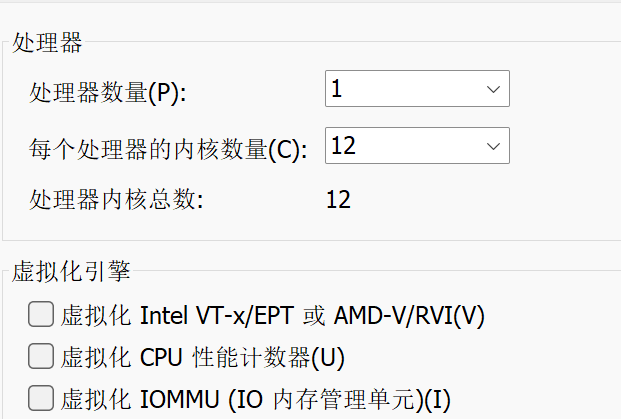 处理器
处理器数量(P): 1
每个处理器的内核数量(C): 12
处理器内核总数: 12
虚拟化引擎
虚拟化 Intel VT-x/EPT 或 AMD-V/RVI(V)
虚拟化 CPU 性能计数器(U)
虚拟化 IOMMU (IO 内存管理单元)(I)